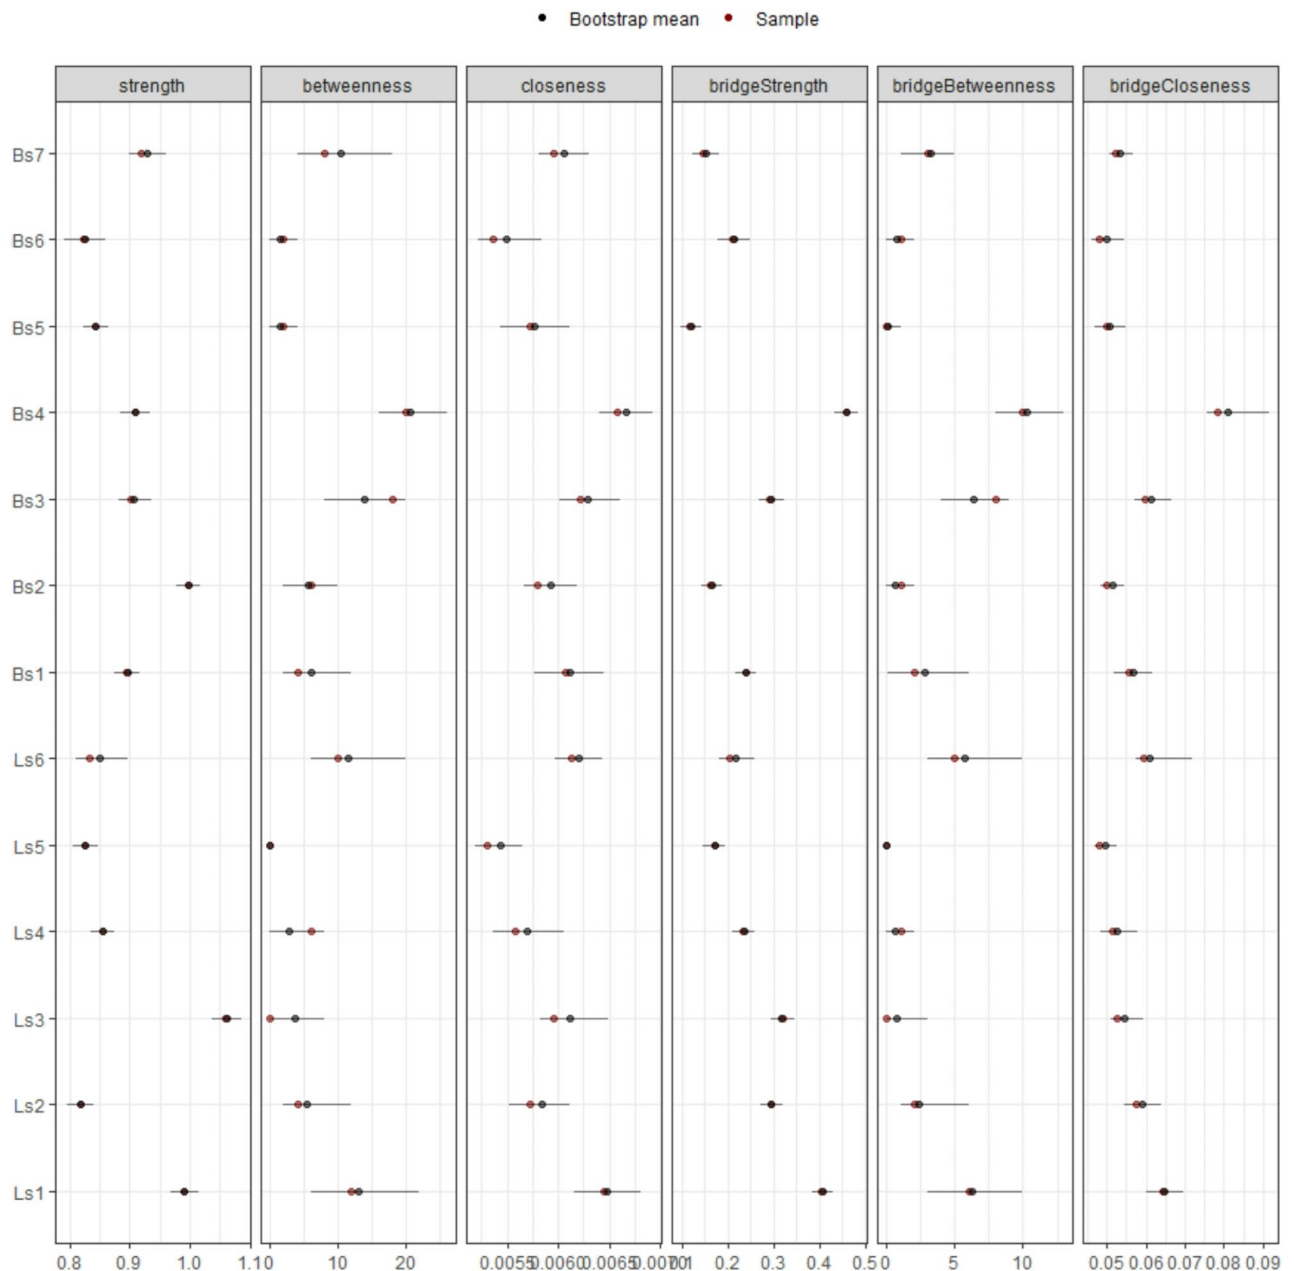 Bootstrap mean Sample
strength betweenness closeness bridgeStrength bridgeBetweenness bridgeCloseness
Bs7
Bs6
Bs5
Bs4
Bs3
Bs2
Bs1
Ls6
Ls5
Ls4
Ls3
Ls2
Ls1
0.8 0.9 1.0 1.1 0 10 20 0.0055 0.0060 0.0065 0.0070 0.1 0.2 0.3 0.4 0.5 0 5 10 0.05 0.06 0.07 0.08 0.09